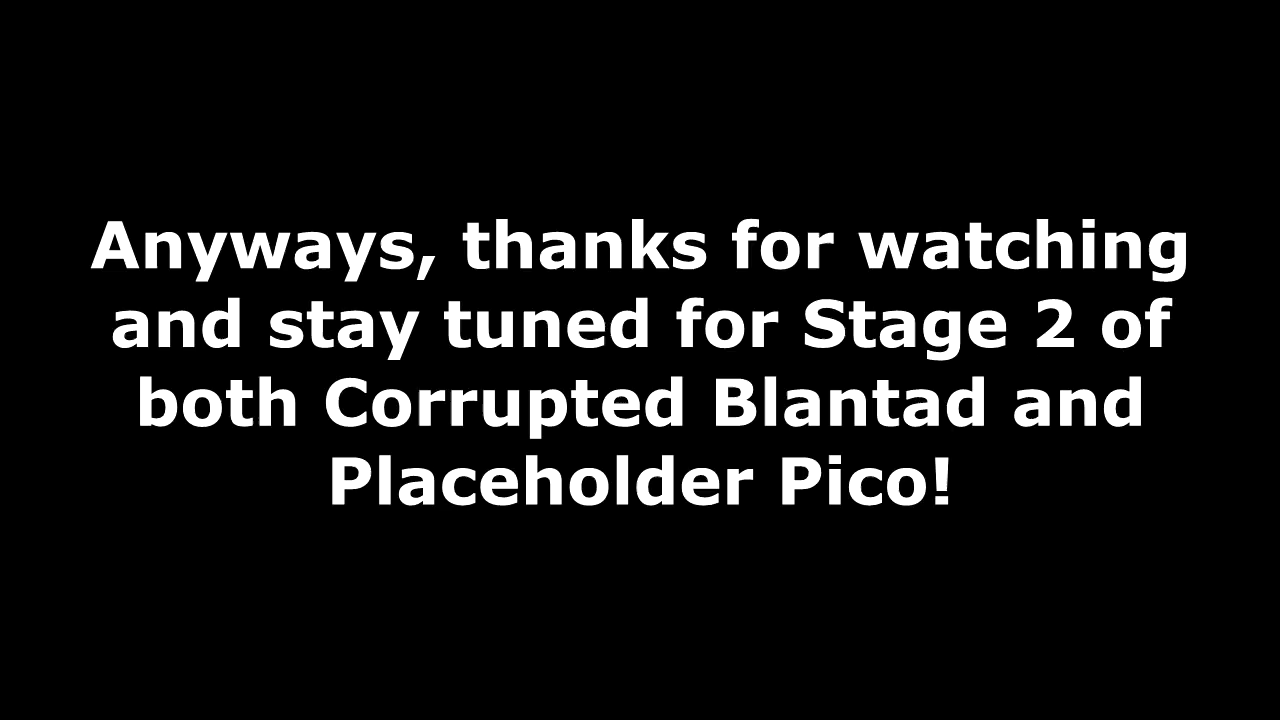 Anyways, thanks for watching
and stay tuned for Stage 2 of
both Corrupted Blantad and
Placeholder Pico!